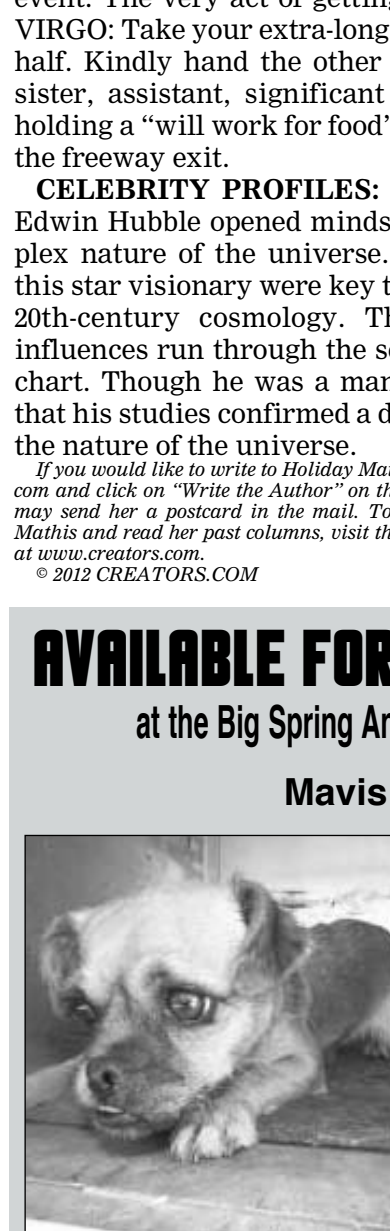 event. The very act of getting
VIRGO: Take your extra-long
half. Kindly hand the other
sister, assistant, significant
holding a “will work for food”
the freeway exit.
CELEBRITY PROFILES:
Edwin Hubble opened minds
plex nature of the universe.
this star visionary were key t
20th-century cosmology. Th
influences run through the s
chart. Though he was a man
that his studies confirmed a d
the nature of the universe.
If you would like to write to Holiday Mat
com and click on “Write the Author” on th
may send her a postcard in the mail. To
Mathis and read her past columns, visit th
at www.creators.com.
© 2012 CREATORS.COM
AVAILABLE FOR
at the Big Spring An
Mavis